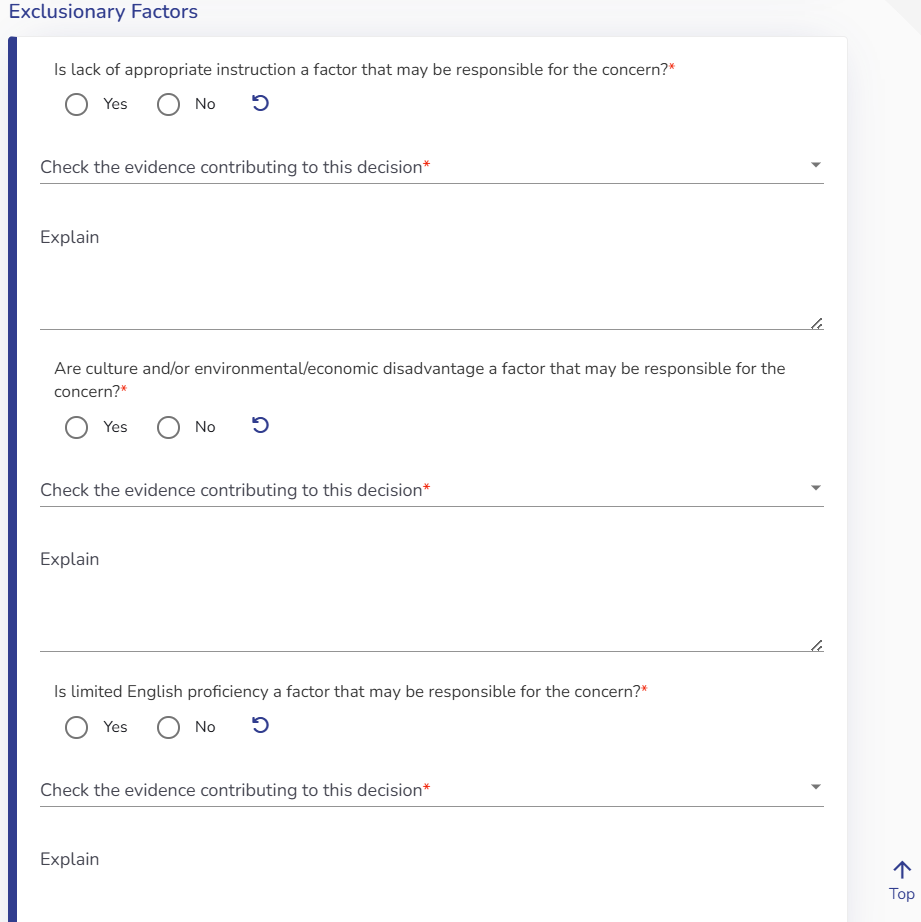 Exclusionary Factors
Is lack of appropriate instruction a factor that may be responsible for the concern?*
Yes No
Check the evidence contributing to this decision*
Explain
Are culture and/or environmental/economic disadvantage a factor that may be responsible for the
concern?*
Yes No
Check the evidence contributing to this decision*
Explain
Is limited English proficiency a factor that may be responsible for the concern?*
Yes No
Check the evidence contributing to this decision*
Explain
Top